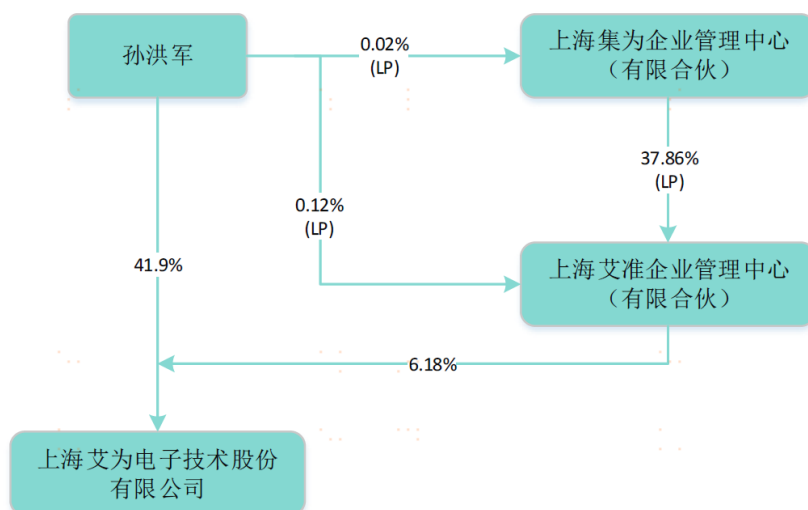 孙洪军
0.02%
(LP)
上海集为企业管理中心
（有限合伙）
37.86%
(LP)
0.12%
(LP)
41.9%
上海艾准企业管理中心
（有限合伙）
6.18%
上海艾为电子技术股份
有限公司